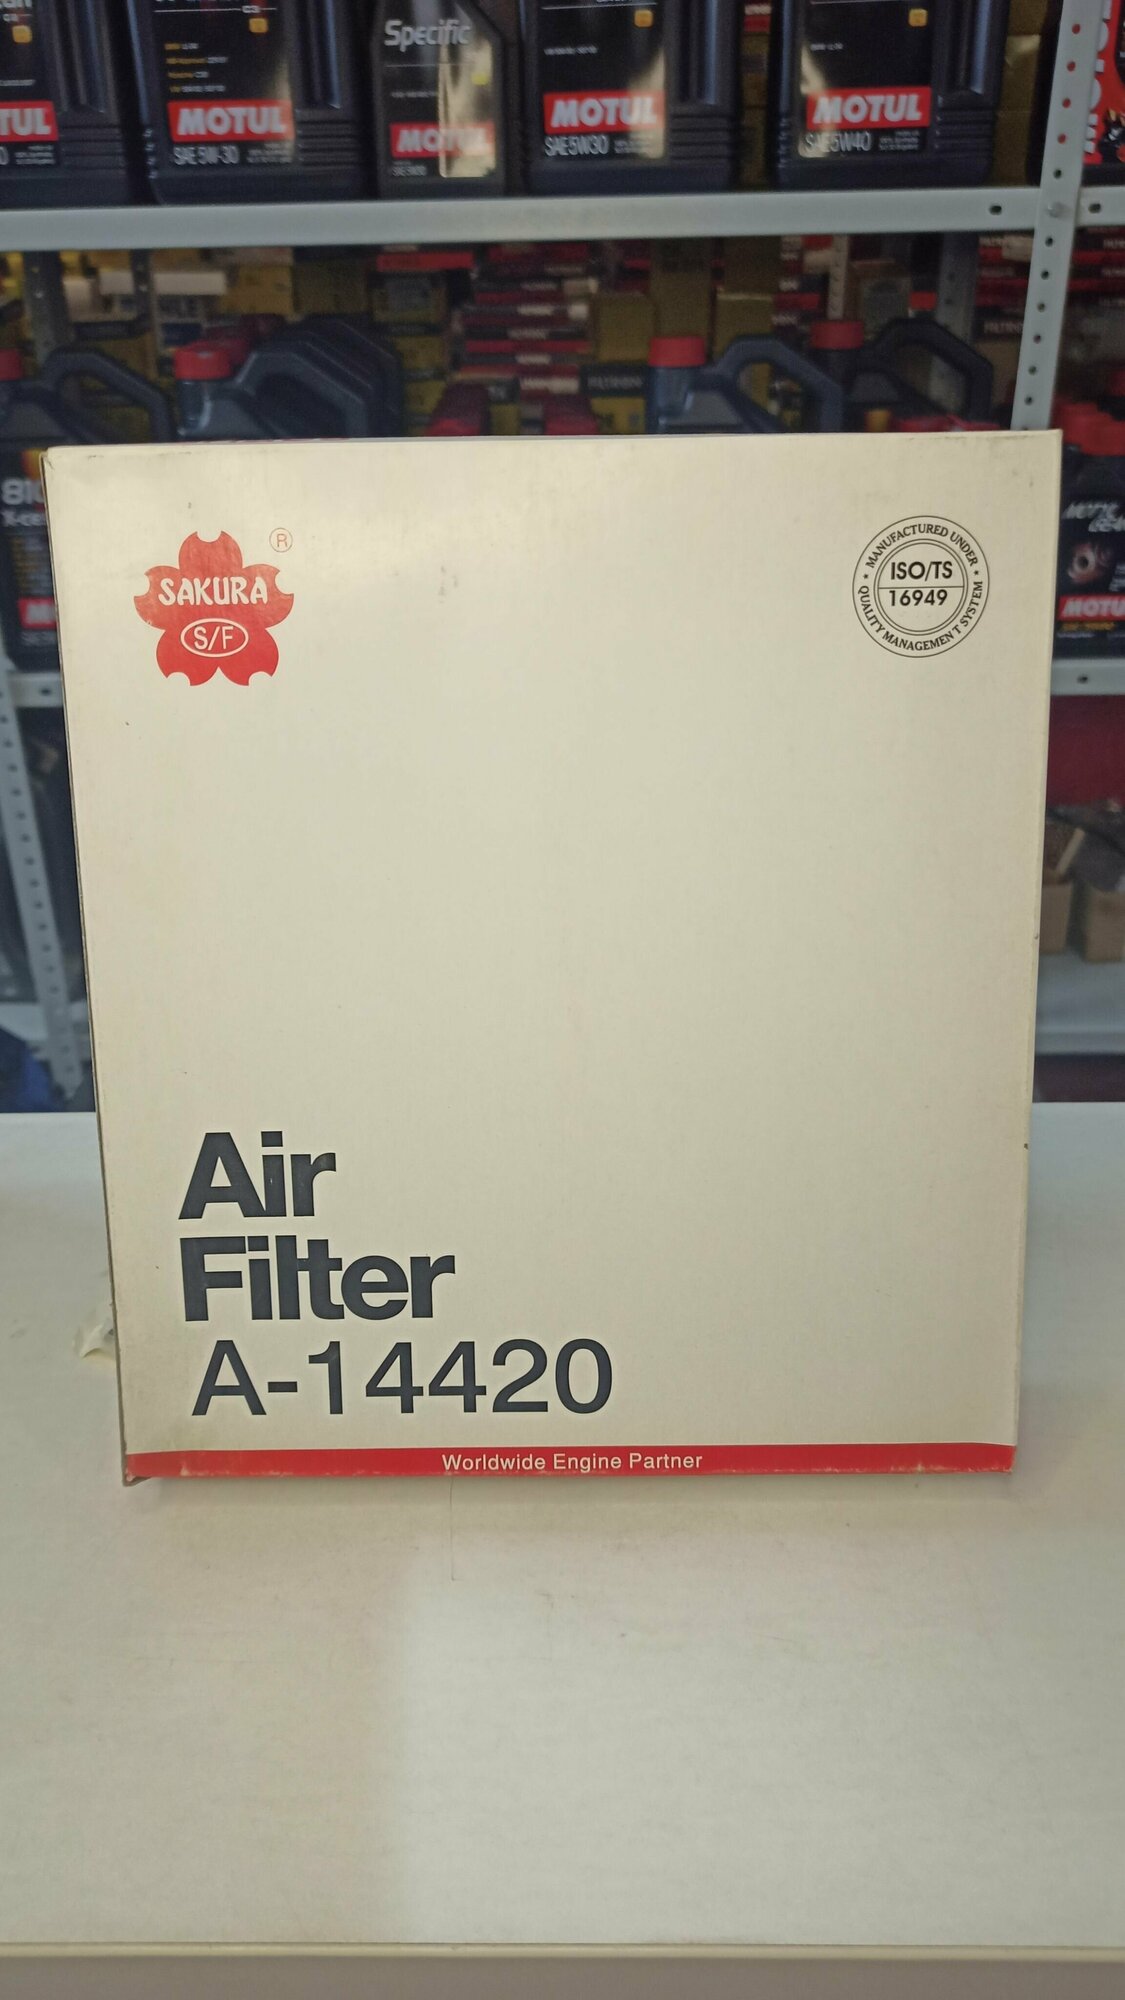 Specific
MOTUL
SAE 5W-30
MOTUL
MOTUL
SAE 5W30
MOTUL
SAE 5W40
SAKURA
S/F
®
MANUFACTURED UNDER
ISO/TS
16949
QUALITY MANAGEMENT SYSTEM
Air
Filter
A-14420
Worldwide Engine Partner